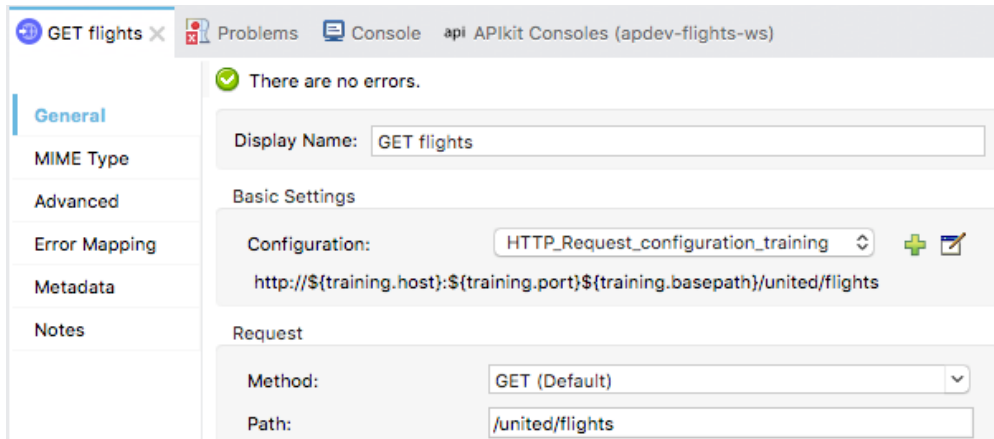 GET flights Problems Console api APIkit Consoles (apdev-flights-ws)
There are no errors.
General
Display Name: GET flights
MIME Type
Basic Settings
Advanced
Error Mapping
Configuration: HTTP_Request_configuration_training
Metadata
http://${training.host}:${training.port}${training.basepath}/united/flights
Notes
Request
Method: GET (Default)
Path: /united/flights